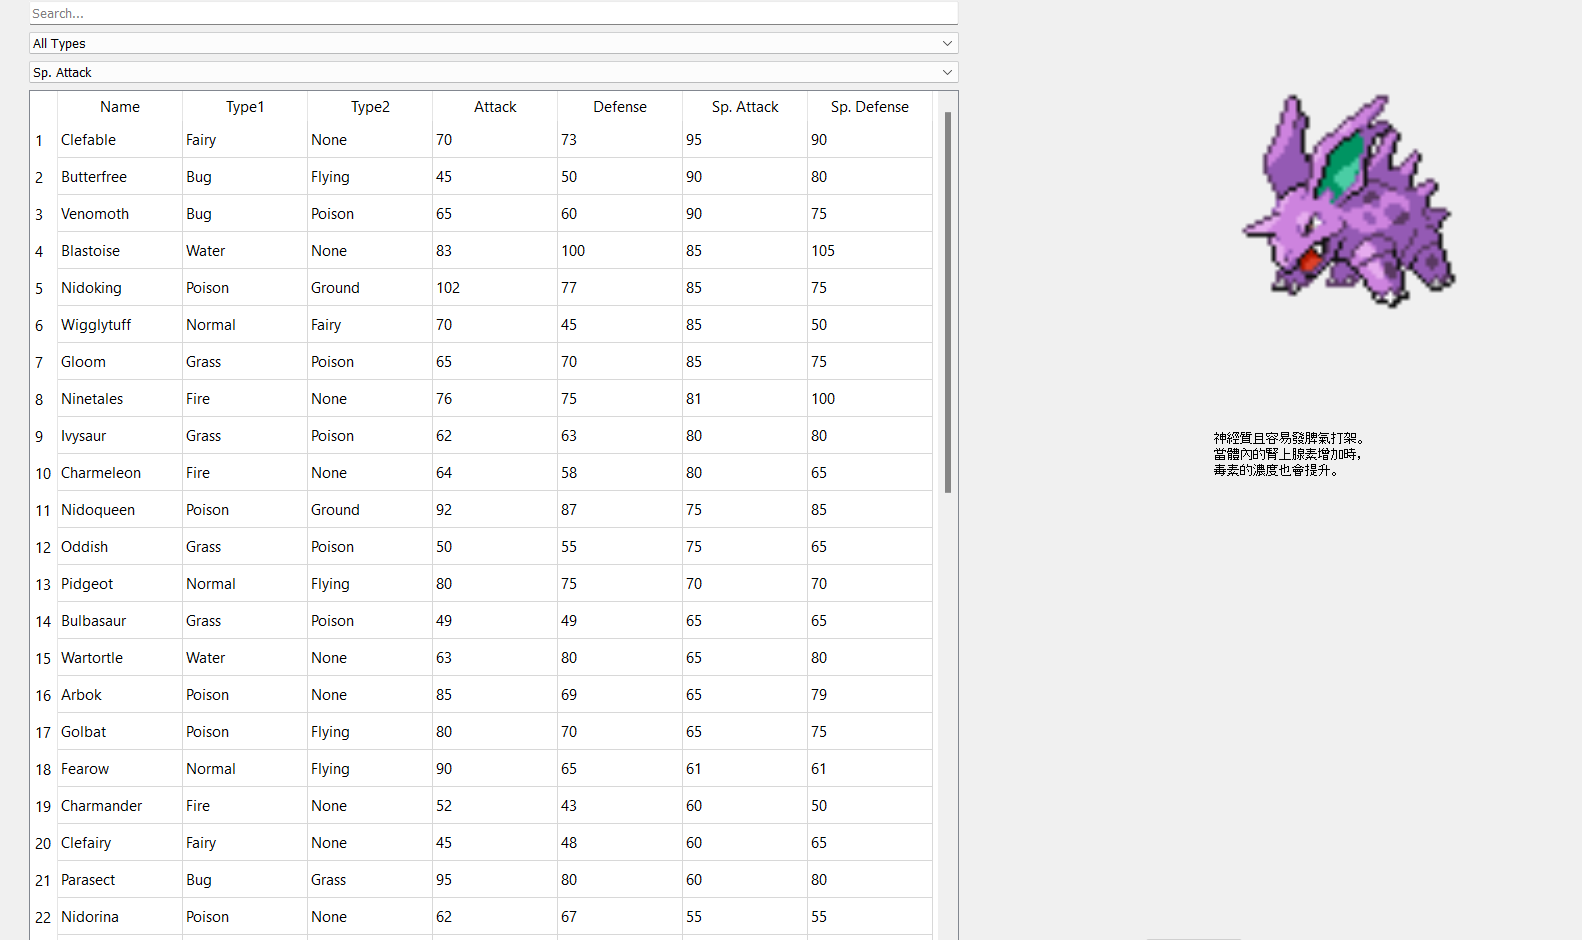 Search...
All Types
Sp. Attack
Name Type1 Type2 Attack Defense Sp. Attack Sp. Defense
1 Clefable Fairy None 70 73 95 90
2 Butterfree Bug Flying 45 50 90 80
3 Venomoth Bug Poison 65 60 90 75
4 Blastoise Water None 83 100 85 105
5 Nidoking Poison Ground 102 77 85 75
6 Wigglytuff Normal Fairy 70 45 85 50
7 Gloom Grass Poison 65 70 85 75
8 Ninetales Fire None 76 75 81 100
9 Ivysaur Grass Poison 62 63 80 80
10 Charmeleon Fire None 64 58 80 65
11 Nidoqueen Poison Ground 92 87 75 85
12 Oddish Grass Poison 50 55 75 65
13 Pidgeot Normal Flying 80 75 70 70
14 Bulbasaur Grass Poison 49 49 65 65
15 Wartortle Water None 63 80 65 80
16 Arbok Poison None 85 69 65 79
17 Golbat Poison Flying 80 70 65 75
18 Fearow Normal Flying 90 65 61 61
19 Charmander Fire None 52 43 60 50
20 Clefairy Fairy None 45 48 60 65
21 Parasect Bug Grass 95 80 60 80
22 Nidorina Poison None 62 67 55 55
神經質且容易發脾氣打架。
當體內的腎上腺素增加時，
毒素的濃度也會提升。